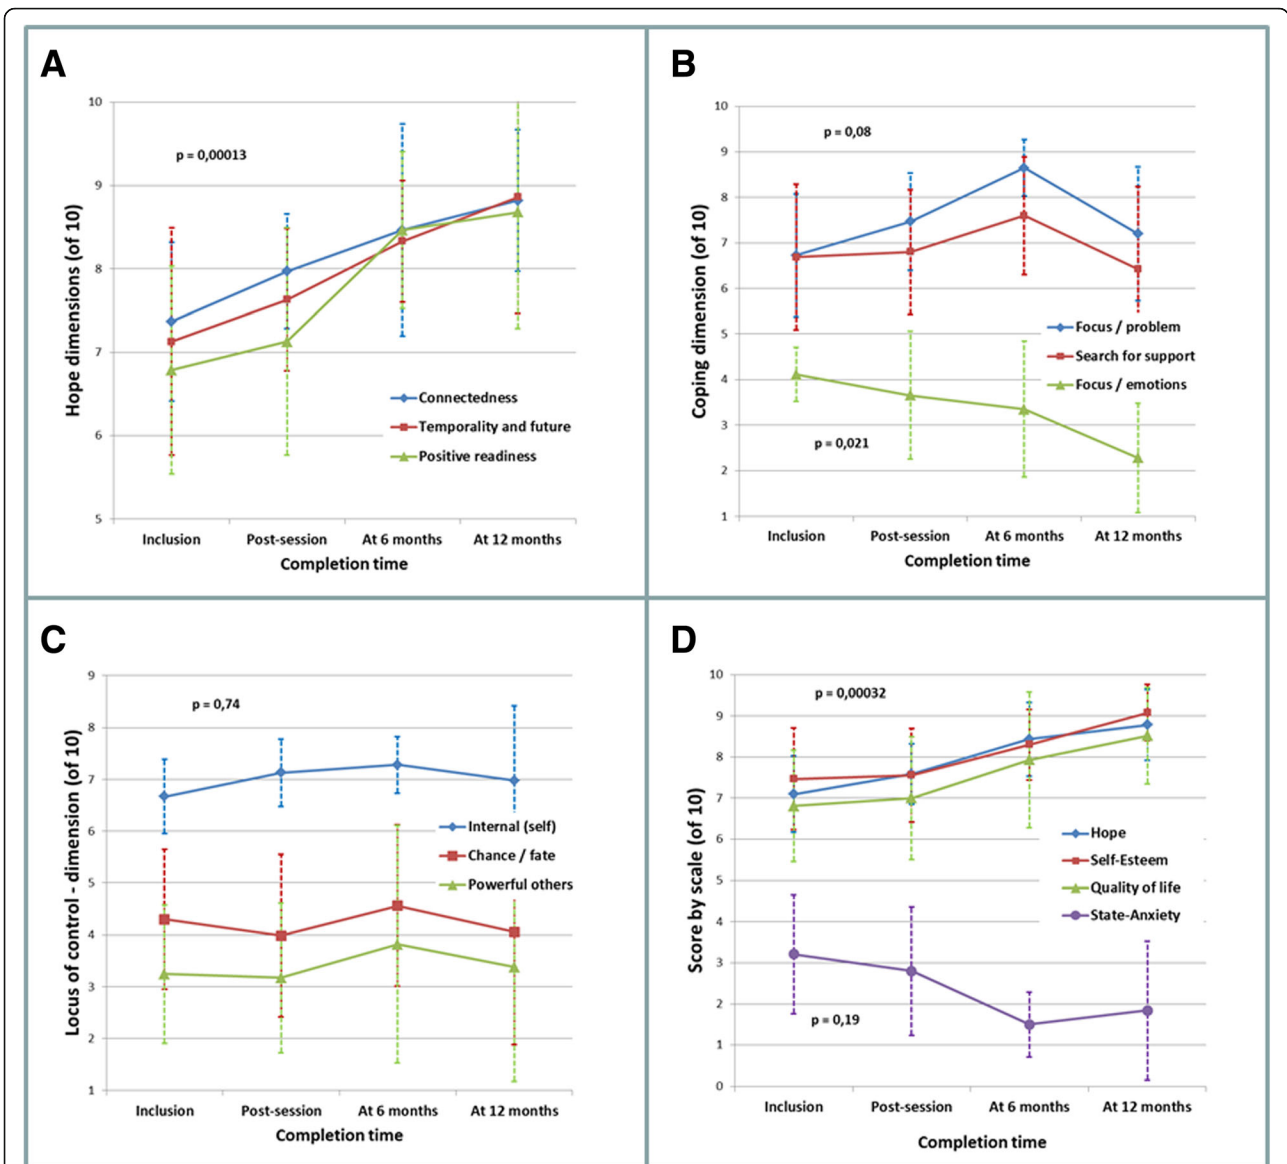 A
10
9
8
7
6
5
Hope dimensions (of 10)
p = 0,00013
Connectedness
Temporality and future
Positive readiness
Inclusion Post-session At 6 months At 12 months
Completion time
B
10
9
8
7
6
5
4
3
2
1
Coping dimension (of 10)
p = 0,08
Focus / problem
Search for support
Focus / emotions
p = 0,021
Inclusion Post-session At 6 months At 12 months
Completion time
C
9
8
7
6
5
4
3
2
1
Locus of control - dimension (of 10)
p = 0,74
Internal (self)
Chance / fate
Powerful others
Inclusion Post-session At 6 months At 12 months
Completion time
D
10
9
8
7
6
5
4
3
2
1
0
Score by scale (of 10)
p = 0,00032
Hope
Self-Esteem
Quality of life
State-Anxiety
p = 0,19
Inclusion Post-session At 6 months At 12 months
Completion time